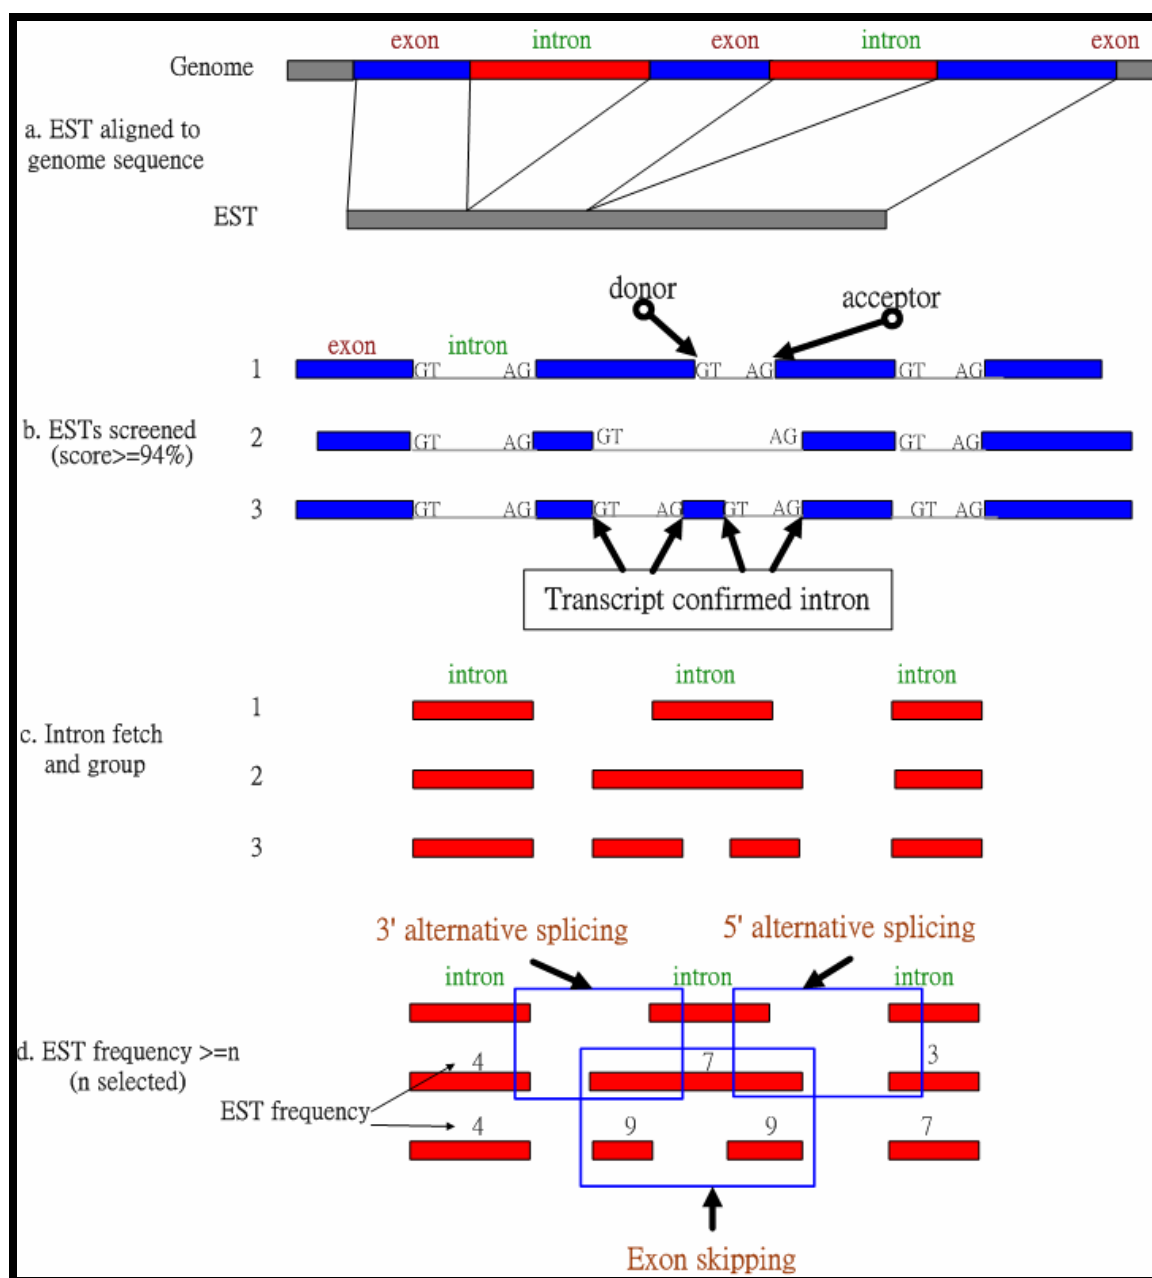 exon intron exon intron exon
Genome
a. EST aligned to
genome sequence
EST
donor
acceptor
exon intron
1 GT AG GT AG GT AG
b. ESTs screened
(score>=94%)
2 GT AG GT AG GT AG
3 GT AG GT AG GT AG GT AG
Transcript confirmed intron
intron intron intron
1
c. Intron fetch
and group
2
3
3' alternative splicing
5' alternative splicing
intron intron intron
d. EST frequency >=n
(n selected)
4 7 3
EST frequency
4 9 9 7
Exon skipping